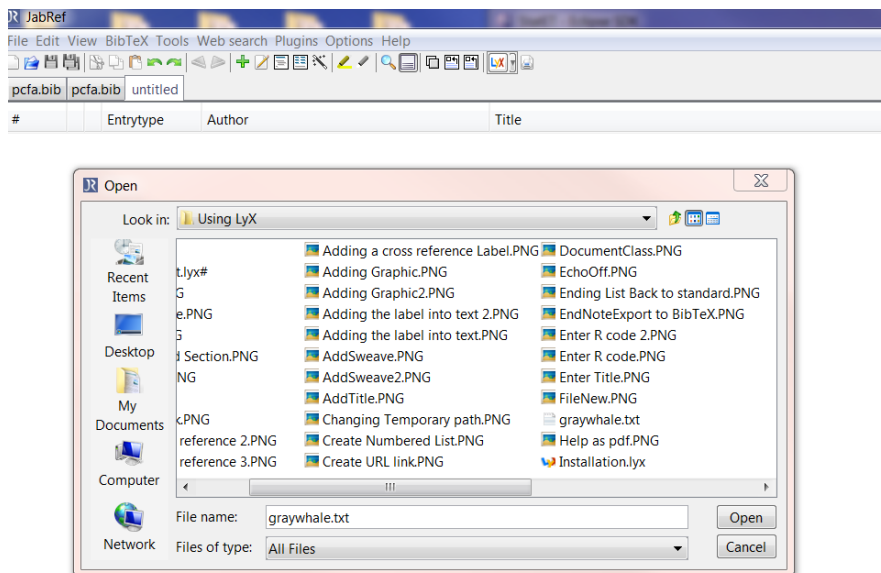 JabRef
File Edit View BibTeX Tools Web search Plugins Options Help
LyX
pcfa.bib pcfa.bib untitled
# Entrytype Author Title
JR Open
Look in: Using LyX
Recent Items
Desktop
My Documents
Computer
Network
t.lyx#
G
e.PNG
G
d Section.PNG
NG
k.PNG
reference 2.PNG
reference 3.PNG
Adding a cross reference Label.PNG
Adding Graphic.PNG
Adding Graphic2.PNG
Adding the label into text 2.PNG
Adding the label into text.PNG
AddSweave.PNG
AddSweave2.PNG
AddTitle.PNG
Changing Temporary path.PNG
Create Numbered List.PNG
Create URL link.PNG
DocumentClass.PNG
EchoOff.PNG
Ending List Back to standard.PNG
EndNoteExport to BibTeX.PNG
Enter R code 2.PNG
Enter R code.PNG
Enter Title.PNG
FileNew.PNG
graywhale.txt
Help as pdf.PNG
Installation.lyx
File name: graywhale.txt Open
Files of type: All Files Cancel